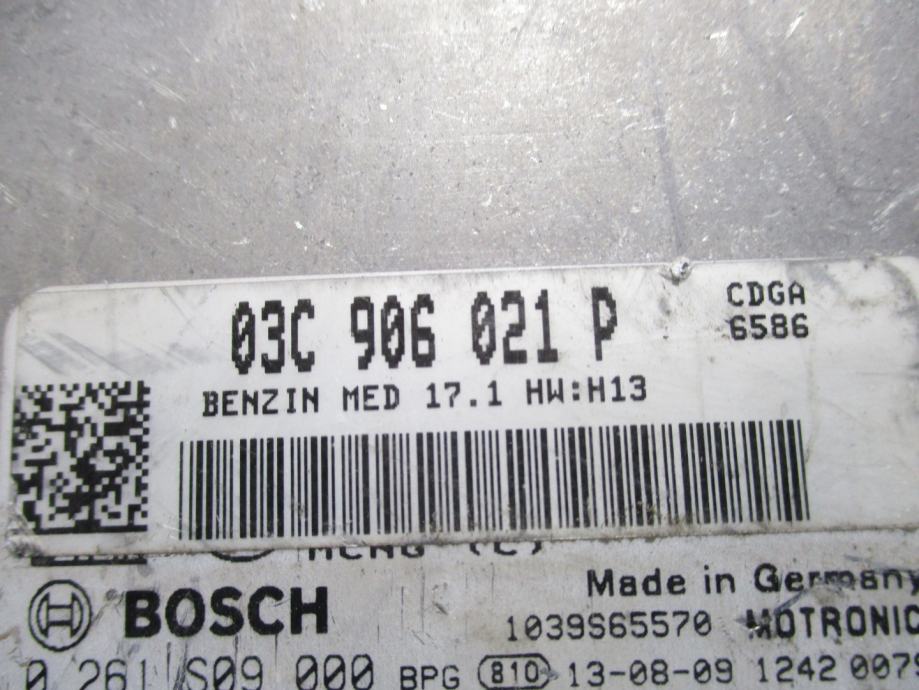 03C 906 021 P
CDGA
6586
BENZIN MED 17.1 HW:H13
BOSCH
Made in Germany
1039S65570 MOTRONIC
0 261 S09 000 BPG 810 13-08-09 1242 0078